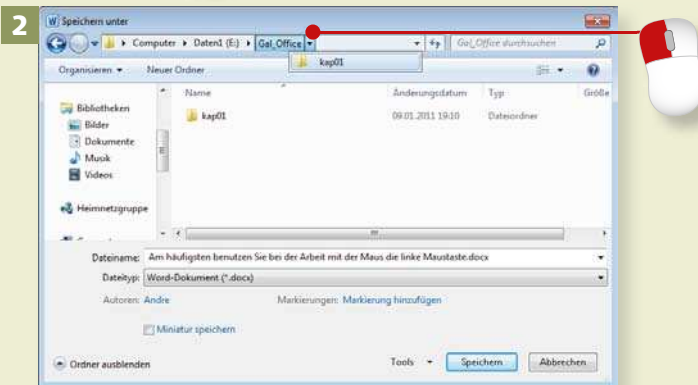 2
Speichern unter
Computer ▸ Daten1 (E:) ▸ Gal_Office
Gal_Office durchsuchen
kap01
Organisieren Neuer Ordner
Name Änderungsdatum Typ Größe
Bibliotheken
kap01 09.01.2011 19:10 Dateiordner
Bilder
Dokumente
Musik
Videos
Heimnetzgruppe
Dateiname: Am häufigsten benutzen Sie bei der Arbeit mit der Maus die linke Maustaste.docx
Dateityp: Word-Dokument (*.docx)
Autoren: Andre Markierungen: Markierung hinzufügen
Miniatur speichern
Ordner ausblenden Tools Speichern Abbrechen